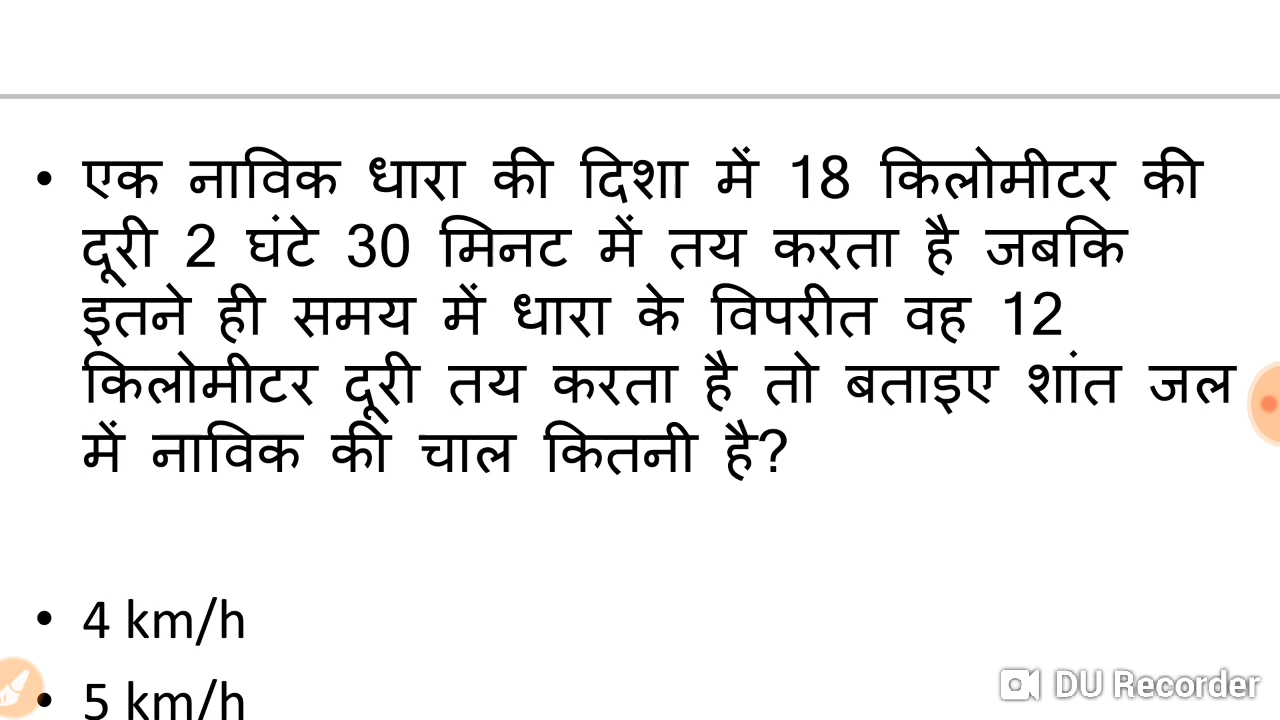 • एक नाविक धारा की दिशा में 18 किलोमीटर की
दूरी 2 घंटे 30 मिनट में तय करता है जबकि
इतने ही समय में धारा के विपरीत वह 12
किलोमीटर दूरी तय करता है तो बताइए शांत जल
में नाविक की चाल कितनी है?
• 4 km/h
• 5 km/h
DU Recorder